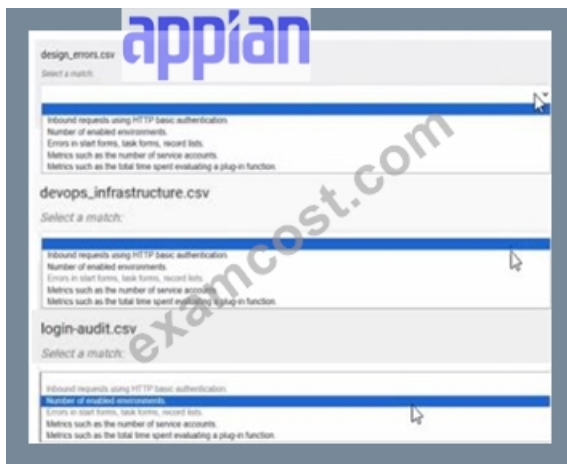 appian
design_errors.csv
Select a match:
Inbound requests using HTTP basic authentication.
Number of enabled environments.
Errors in start forms, task forms, record lists.
Metrics such as the number of service accounts.
Metrics such as the total time spent evaluating a plug-in function.
devops_infrastructure.csv
Select a match:
Inbound requests using HTTP basic authentication.
Number of enabled environments.
Errors in start forms, task forms, record lists.
Metrics such as the number of service accounts.
Metrics such as the total time spent evaluating a plug-in function.
login-audit.csv
Select a match:
Inbound requests using HTTP basic authentication.
Number of enabled environments.
Errors in start forms, task forms, record lists.
Metrics such as the number of service accounts.
Metrics such as the total time spent evaluating a plug-in function.
examcost.com